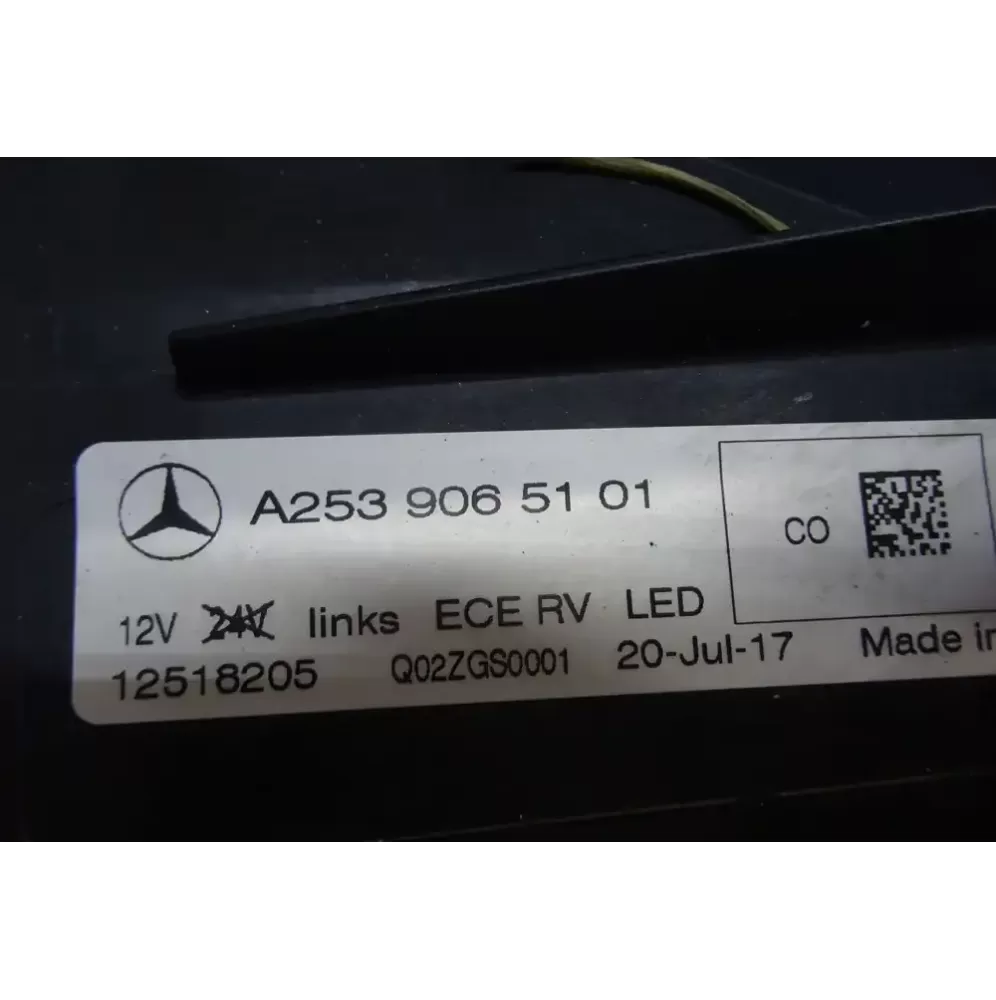 A253 906 51 01
CO
12V 24V links ECE RV LED
12518205 Q02ZGS0001 20-Jul-17 Made in